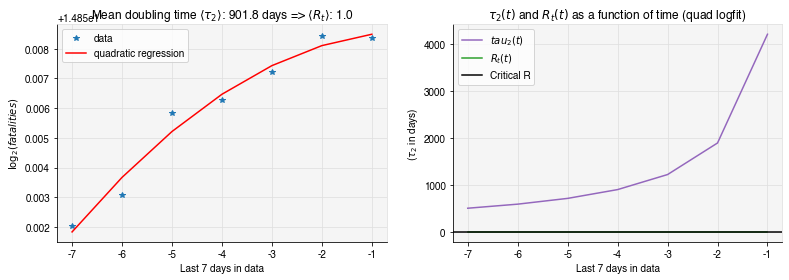 +1.485e1
Mean doubling time ⟨τ₂⟩: 901.8 days => ⟨Rₜ⟩: 1.0
data
quadratic regression
log₂(fatalities)
0.008
0.007
0.006
0.005
0.004
0.003
0.002
-7 -6 -5 -4 -3 -2 -1
Last 7 days in data
τ₂(t) and Rₜ(t) as a function of time (quad logfit)
tau₂(t)
Rₜ(t)
Critical R
(τ₂ in days)
4000
3000
2000
1000
0
-7 -6 -5 -4 -3 -2 -1
Last 7 days in data